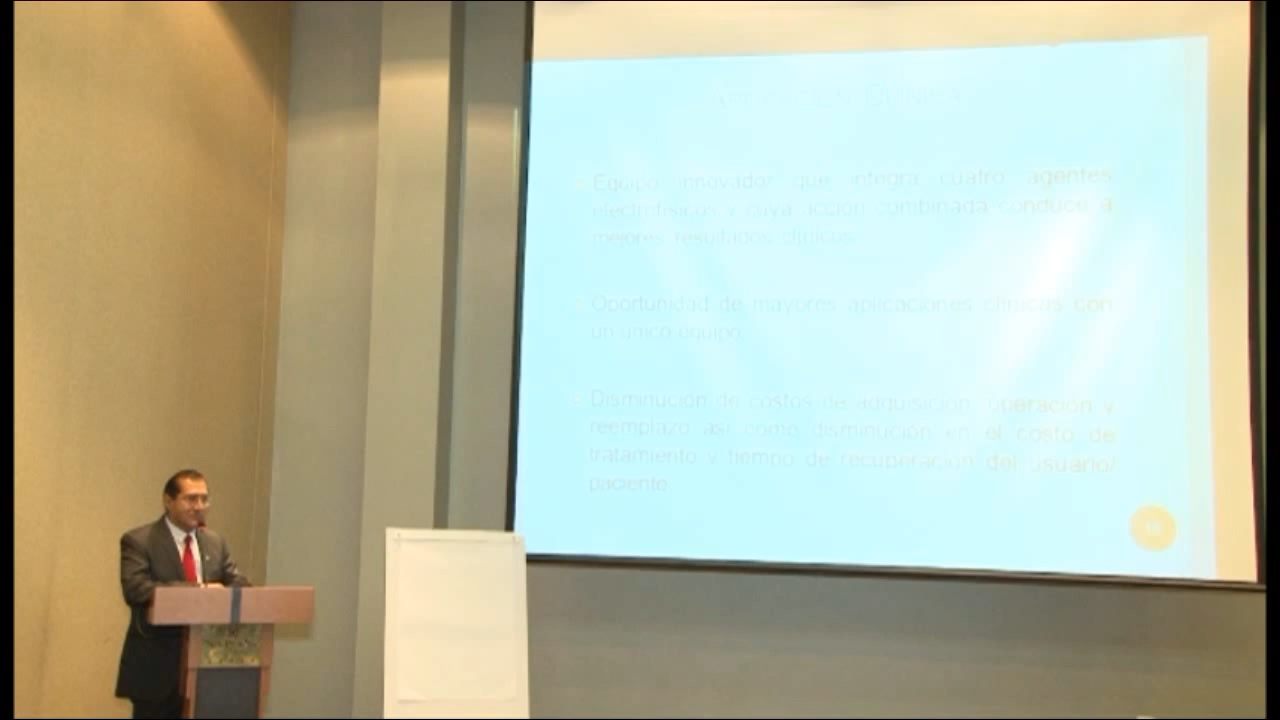 Equipo innovador que integra cuatro agentes
electrofísicos y cuya acción combinada conduce a
mejores resultados clínicos.
Oportunidad de mayores aplicaciones clínicas con
un único equipo.
Disminución de costos de adquisición, operación y
reemplazo así como disminución en el costo de
tratamiento y tiempo de recuperación del usuario/
paciente